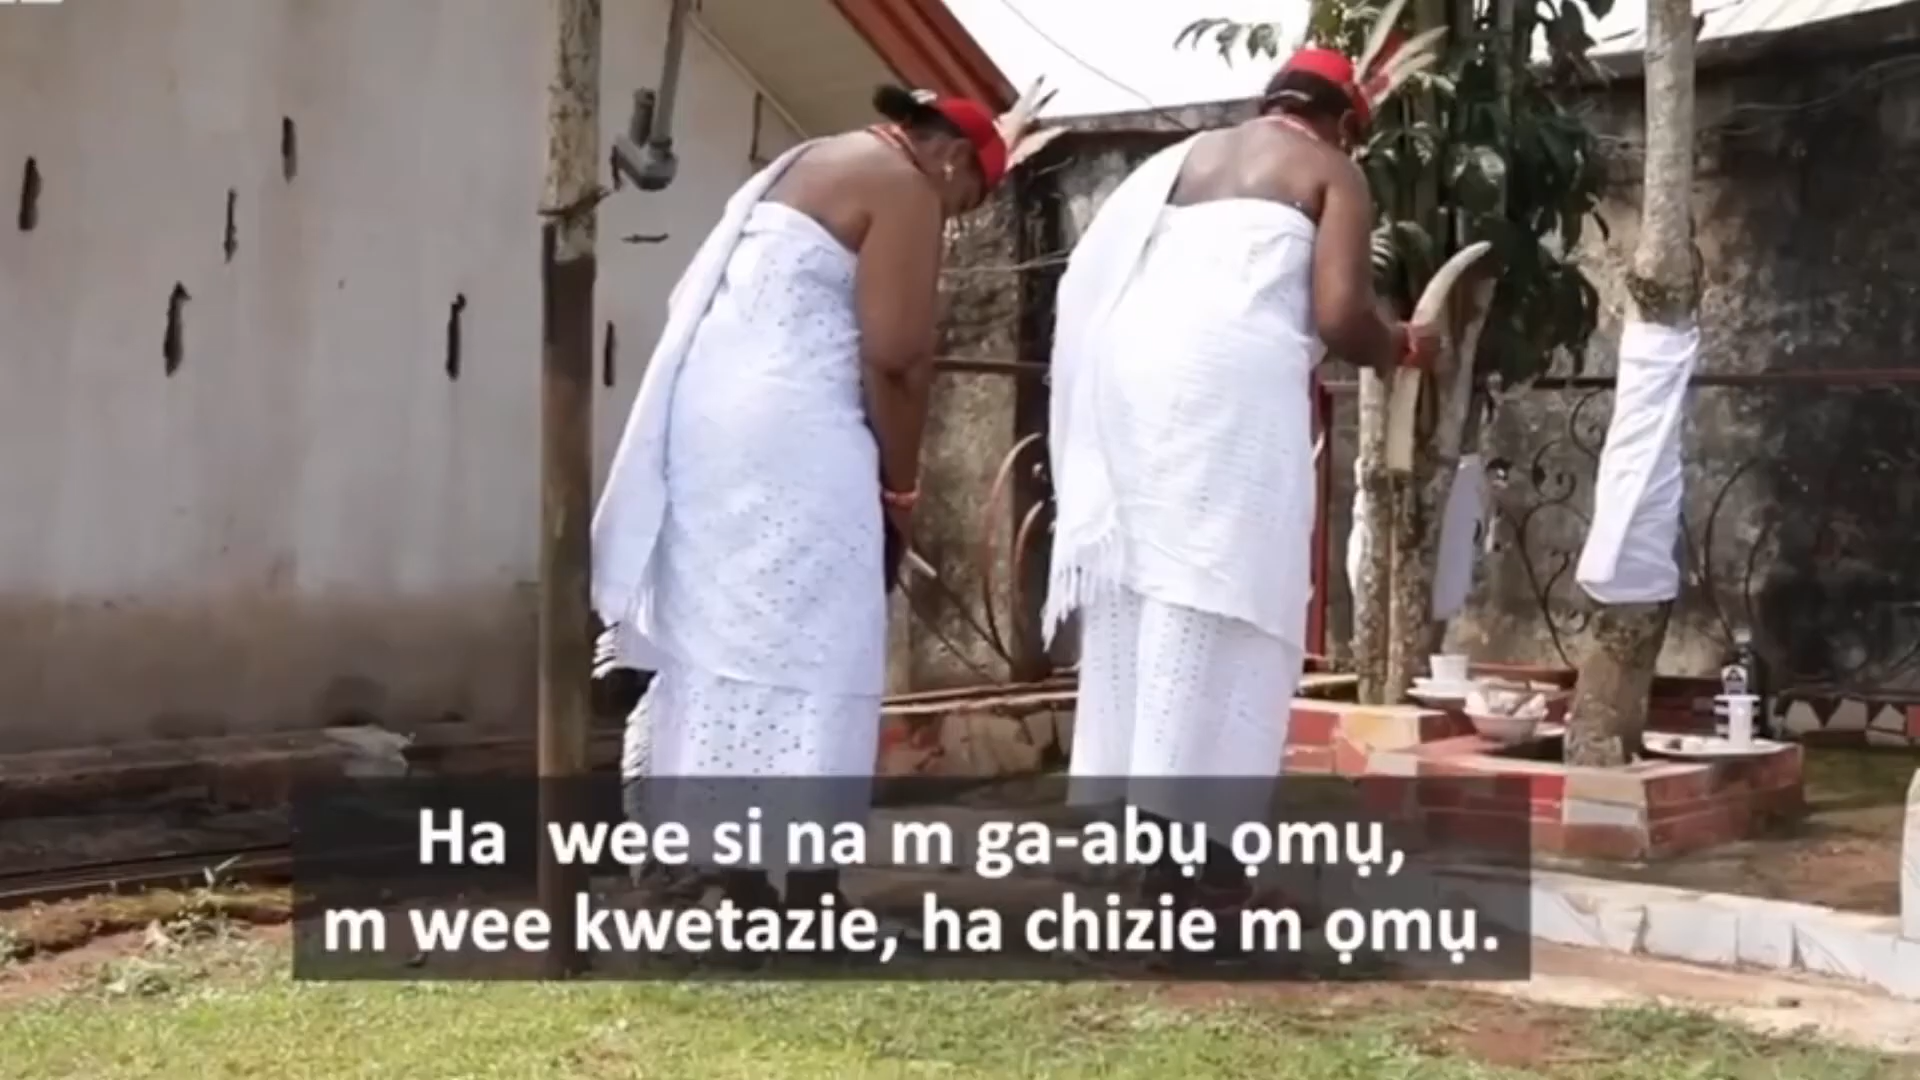 Ha wee si na m ga-abụ ọmụ,
m wee kwetazie, ha chizie m ọmụ.